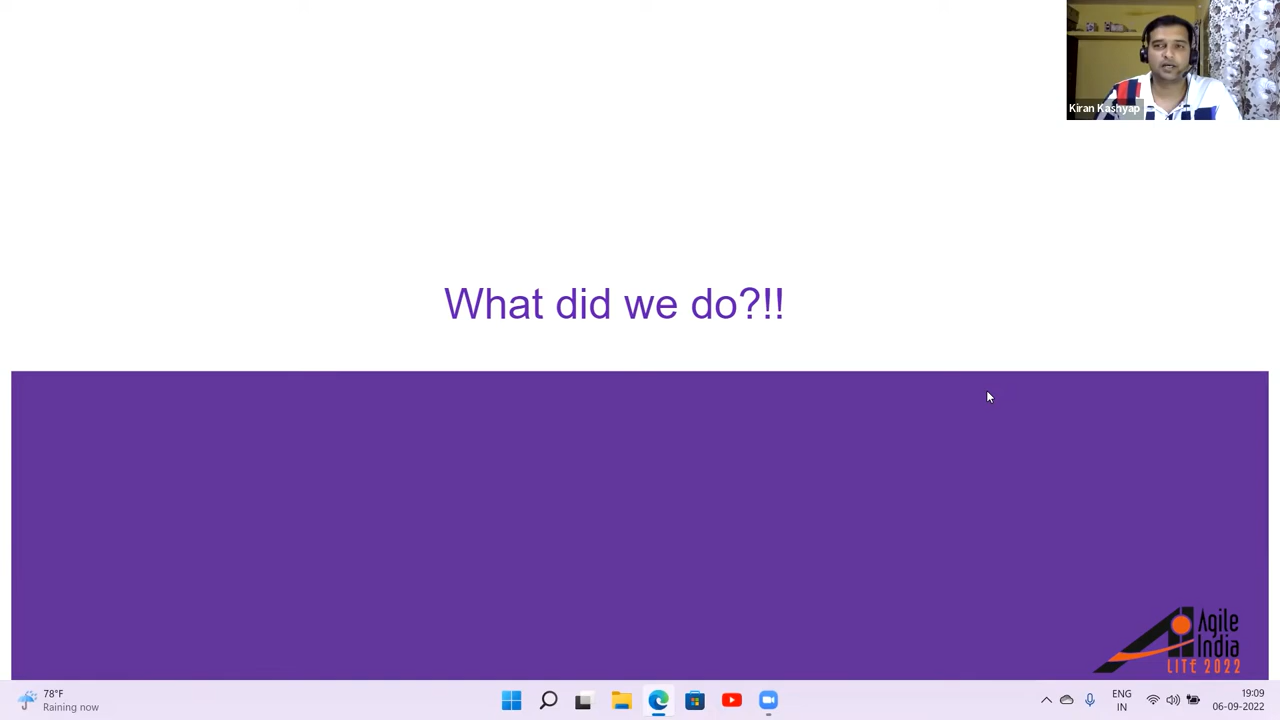 Kiran Kashyap
What did we do?!!
Agile
India
LITE 2022
78°F
Raining now
ENG
IN
19:09
06-09-2022